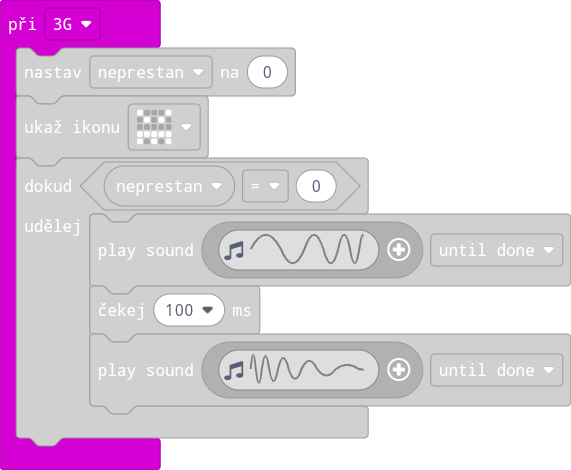 při 3G
nastav neprestan na 0
ukaž ikonu
dokud neprestan = 0
udělej
play sound until done
čekej 100 ms
play sound until done